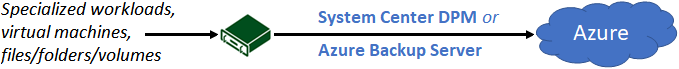 Specialized workloads,
virtual machines,
files/folders/volumes
System Center DPM or
Azure Backup Server
Azure